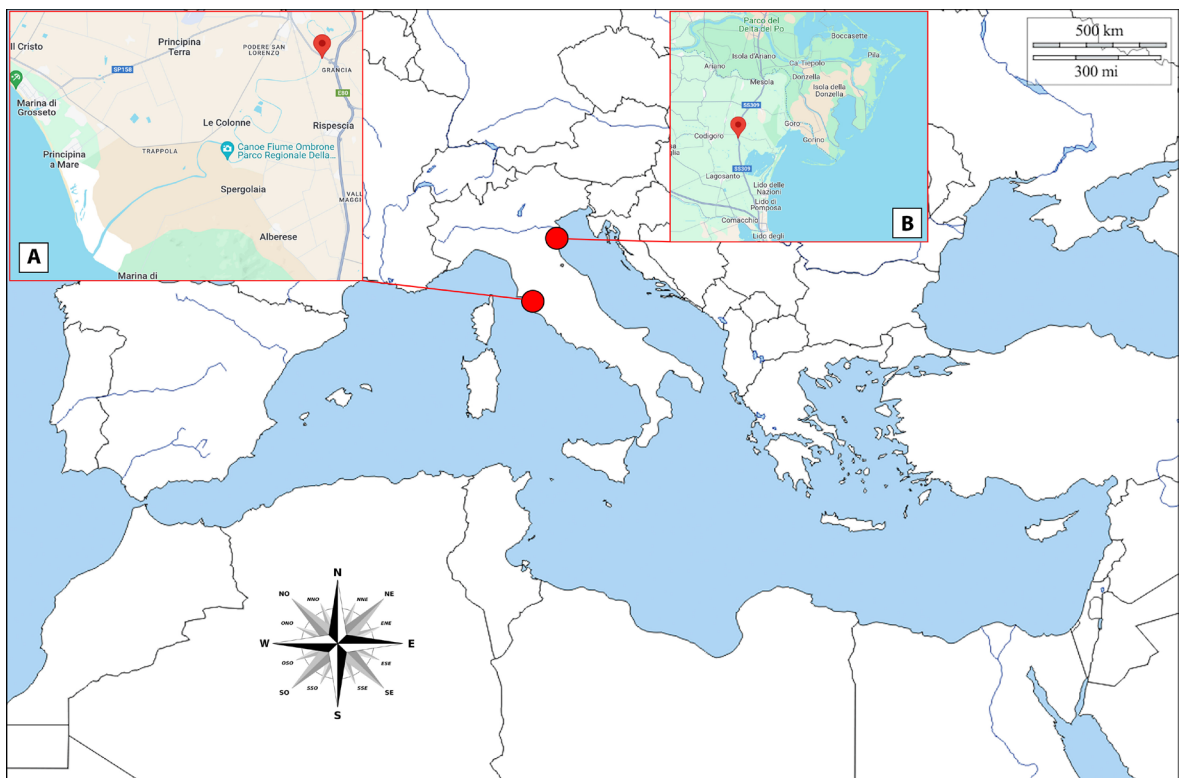 Il Cristo
Principina
Terra
PODERE SAN
LORENZO
GRANCIA
SP158
E80
Marina di
Grosseto
Le Colonne
Rispescia
Principina
a Mare
TRAPPOLA
Canoe Fiume Ombrone
Parco Regionale Della...
Spergolaia
VALL
MAGGI
Alberese
A
Marina di
Parco del
Delta del Po
Boccasette
Isola d'Ariano
Ca' Tiepolo
Pila
Ariano
Mesola
Donzella
Isola della
Donzella
SS309
Codigoro
Goro
Gorino
glia
Lagosanto
SS309
Lido delle
Nazioni
Lido di
Pomposa
Comacchio
Lido degli
B
500 km
300 mi
N
NO
NNO
NNE
NE
ONO
ENE
W
E
OSO
ESE
SO
SSO
SSE
SE
S